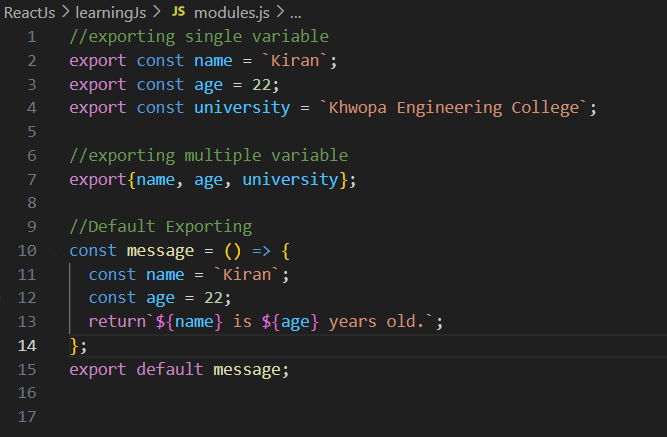 ReactJs > learningJs > JS modules.js > ...
1 //exporting single variable
2 export const name = `Kiran`;
3 export const age = 22;
4 export const university = `Khwopa Engineering College`;
5
6 //exporting multiple variable
7 export{name, age, university};
8
9 //Default Exporting
10 const message = () => {
11   const name = `Kiran`;
12   const age = 22;
13   return`${name} is ${age} years old.`;
14 };
15 export default message;
16
17